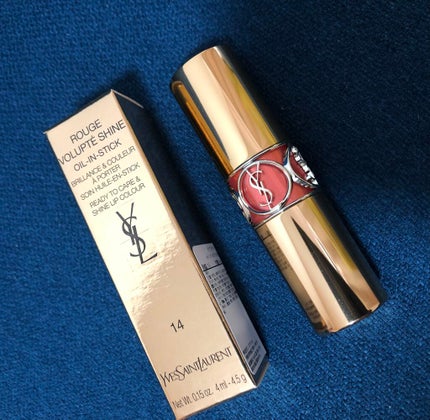 ROUGE
VOLUPTÉ SHINE
OIL-IN-STICK
BRILLANCE & COULEUR
À PORTER
SOIN HUILE-EN-STICK
READY TO CARE &
SHINE UP COLOUR
YSL
14
YVESSAINTLAURENT
Net Wt. 0.15 oz. 4 ml - 4.5 g
YSL